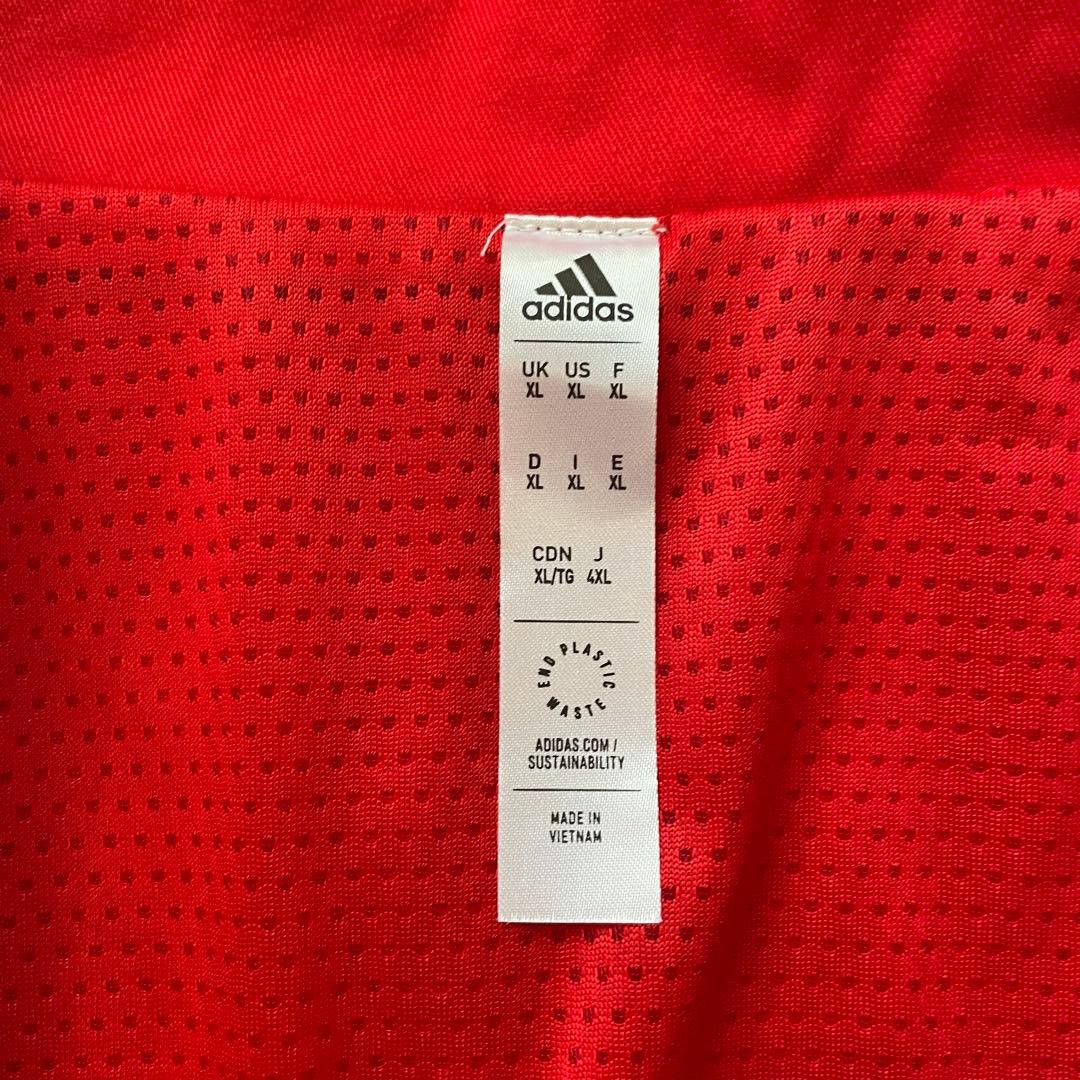 adidas
UK US F
XL XL XL
D I E
XL XL XL
CDN J
XL/TG 4XL
END PLASTIC WASTE
ADIDAS.COM/
SUSTAINABILITY
MADE IN
VIETNAM